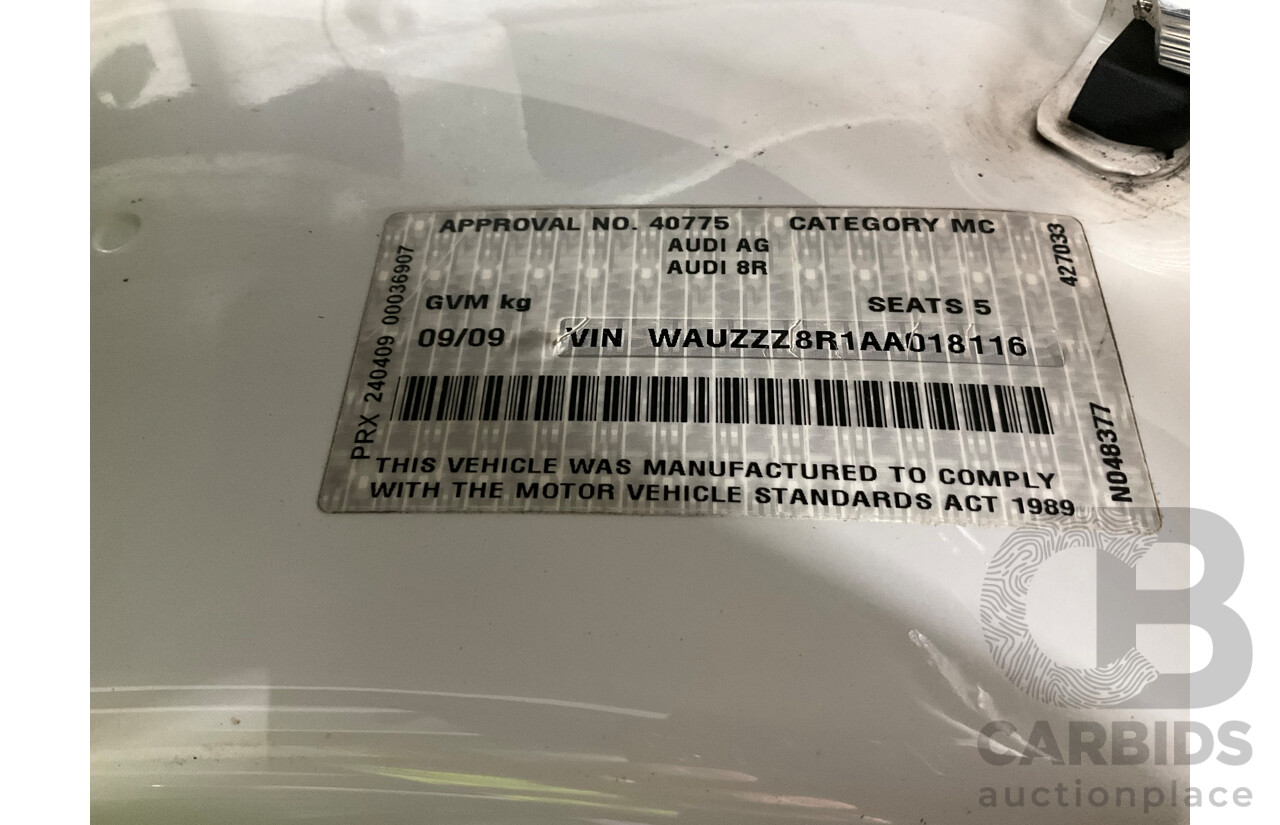 APPROVAL NO. 40775 CATEGORY MC
AUDI AG
AUDI 8R
GVM kg SEATS 5
09/09 VIN WAUZZZ8R1AA018116
THIS VEHICLE WAS MANUFACTURED TO COMPLY
WITH THE MOTOR VEHICLE STANDARDS ACT 1989
PRX 240409 00036907
427033
N048377
CB
CARBIDS
auctionplace